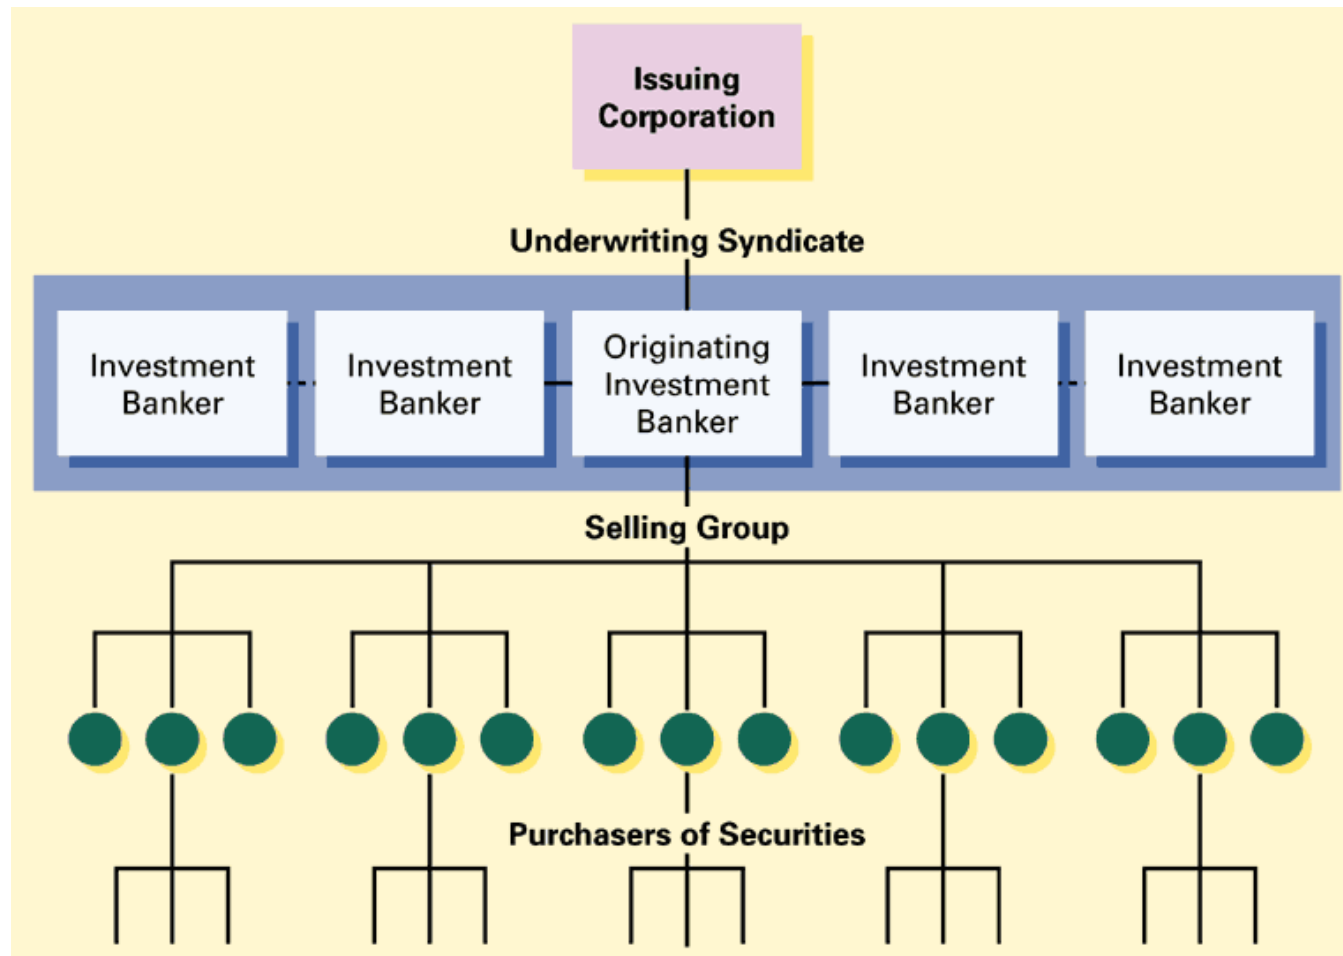 Issuing
Corporation
Underwriting Syndicate
Investment
Banker
Investment
Banker
Originating
Investment
Banker
Investment
Banker
Investment
Banker
Selling Group
Purchasers of Securities